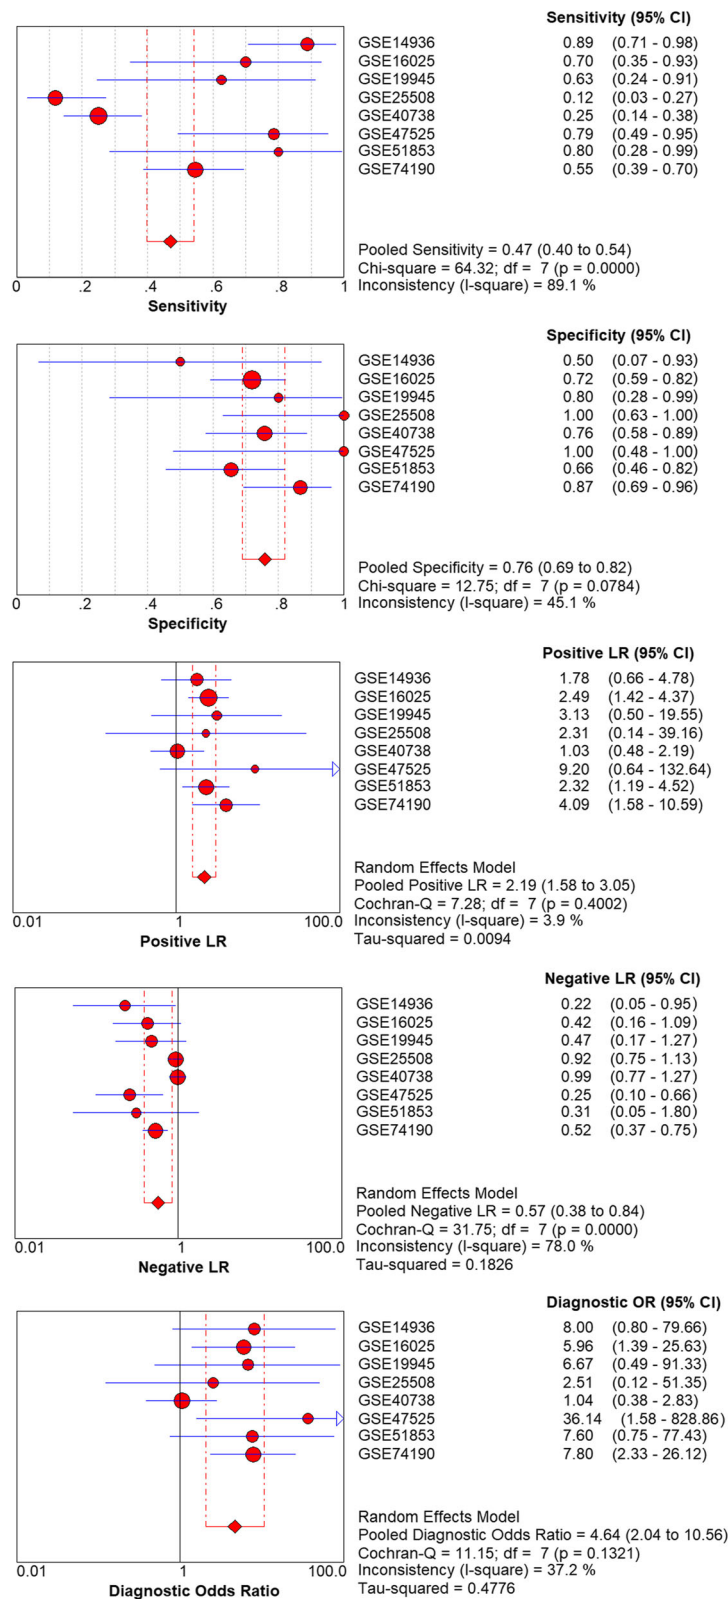 Sensitivity (95% CI)
GSE14936 0.89 (0.71 - 0.98)
GSE16025 0.70 (0.35 - 0.93)
GSE19945 0.63 (0.24 - 0.91)
GSE25508 0.12 (0.03 - 0.27)
GSE40738 0.25 (0.14 - 0.38)
GSE47525 0.79 (0.49 - 0.95)
GSE51853 0.80 (0.28 - 0.99)
GSE74190 0.55 (0.39 - 0.70)
Pooled Sensitivity = 0.47 (0.40 to 0.54)
Chi-square = 64.32; df = 7 (p = 0.0000)
Inconsistency (I-square) = 89.1 %
0 .2 .4 .6 .8 1
Sensitivity
Specificity (95% CI)
GSE14936 0.50 (0.07 - 0.93)
GSE16025 0.72 (0.59 - 0.82)
GSE19945 0.80 (0.28 - 0.99)
GSE25508 1.00 (0.63 - 1.00)
GSE40738 0.76 (0.58 - 0.89)
GSE47525 1.00 (0.48 - 1.00)
GSE51853 0.66 (0.46 - 0.82)
GSE74190 0.87 (0.69 - 0.96)
Pooled Specificity = 0.76 (0.69 to 0.82)
Chi-square = 12.75; df = 7 (p = 0.0784)
Inconsistency (I-square) = 45.1 %
0 .2 .4 .6 .8 1
Specificity
Positive LR (95% CI)
GSE14936 1.78 (0.66 - 4.78)
GSE16025 2.49 (1.42 - 4.37)
GSE19945 3.13 (0.50 - 19.55)
GSE25508 2.31 (0.14 - 39.16)
GSE40738 1.03 (0.48 - 2.19)
GSE47525 9.20 (0.64 - 132.64)
GSE51853 2.32 (1.19 - 4.52)
GSE74190 4.09 (1.58 - 10.59)
Random Effects Model
Pooled Positive LR = 2.19 (1.58 to 3.05)
Cochran-Q = 7.28; df = 7 (p = 0.4002)
Inconsistency (I-square) = 3.9 %
Tau-squared = 0.0094
0.01 1 100.0
Positive LR
Negative LR (95% CI)
GSE14936 0.22 (0.05 - 0.95)
GSE16025 0.42 (0.16 - 1.09)
GSE19945 0.47 (0.17 - 1.27)
GSE25508 0.92 (0.75 - 1.13)
GSE40738 0.99 (0.77 - 1.27)
GSE47525 0.25 (0.10 - 0.66)
GSE51853 0.31 (0.05 - 1.80)
GSE74190 0.52 (0.37 - 0.75)
Random Effects Model
Pooled Negative LR = 0.57 (0.38 to 0.84)
Cochran-Q = 31.75; df = 7 (p = 0.0000)
Inconsistency (I-square) = 78.0 %
Tau-squared = 0.1826
0.01 1 100.0
Negative LR
Diagnostic OR (95% CI)
GSE14936 8.00 (0.80 - 79.66)
GSE16025 5.96 (1.39 - 25.63)
GSE19945 6.67 (0.49 - 91.33)
GSE25508 2.51 (0.12 - 51.35)
GSE40738 1.04 (0.38 - 2.83)
GSE47525 36.14 (1.58 - 828.86)
GSE51853 7.60 (0.75 - 77.43)
GSE74190 7.80 (2.33 - 26.12)
Random Effects Model
Pooled Diagnostic Odds Ratio = 4.64 (2.04 to 10.56)
Cochran-Q = 11.15; df = 7 (p = 0.1321)
Inconsistency (I-square) = 37.2 %
Tau-squared = 0.4776
0.01 1 100.0
Diagnostic Odds Ratio